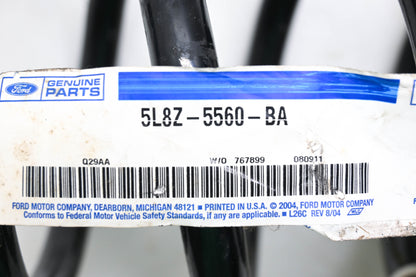 Ford GENUINE
PARTS
5L8Z-5560-BA
Q29AA W/O 767899 080911
FORD MOTOR COMPANY, DEARBORN, MICHIGAN 48121 ▪ PRINTED IN U.S.A. © 2004, FORD MOTOR COMPANY
Conforms to Federal Motor Vehicle Safety Standards, if any are applicable. ▪ L26C REV 8/04